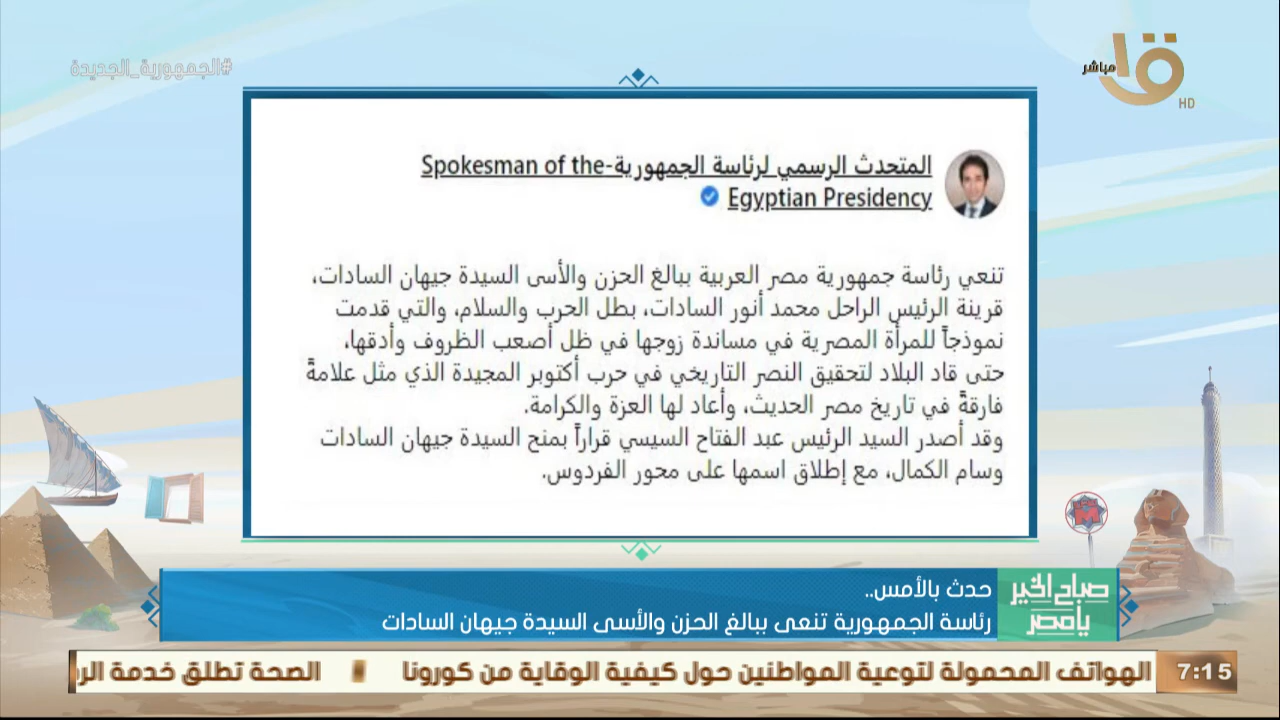 #الجمهورية_الجديدة
مباشر
HD
المتحدث الرسمي لرئاسة الجمهورية-Spokesman of the
Egyptian Presidency
تنعي رئاسة جمهورية مصر العربية ببالغ الحزن والأسى السيدة جيهان السادات،
قرينة الرئيس الراحل محمد أنور السادات، بطل الحرب والسلام، والتي قدمت
نموذجاً للمرأة المصرية في مساندة زوجها في ظل أصعب الظروف وأدقها،
حتى قاد البلاد لتحقيق النصر التاريخي في حرب أكتوبر المجيدة الذي مثل علامةً
فارقةً في تاريخ مصر الحديث، وأعاد لها العزة والكرامة.
وقد أصدر السيد الرئيس عبد الفتاح السيسي قراراً بمنح السيدة جيهان السادات
وسام الكمال، مع إطلاق اسمها على محور الفردوس.
M
صباح الخير
يا مصر
حدث بالأمس..
رئاسة الجمهورية تنعى ببالغ الحزن والأسى السيدة جيهان السادات
7:15
الهواتف المحمولة لتوعية المواطنين حول كيفية الوقاية من كورونا الصحة تطلق خدمة